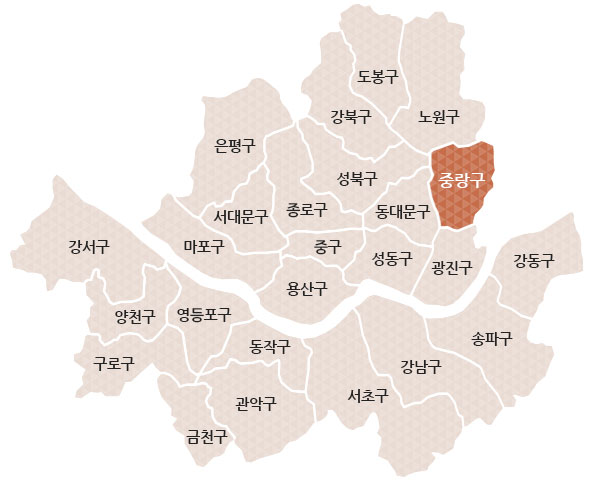 도봉구
강북구
노원구
은평구
성북구
중랑구
서대문구
종로구
동대문구
강서구
마포구
중구
성동구
광진구
강동구
용산구
양천구
영등포구
송파구
동작구
구로구
강남구
관악구
서초구
금천구